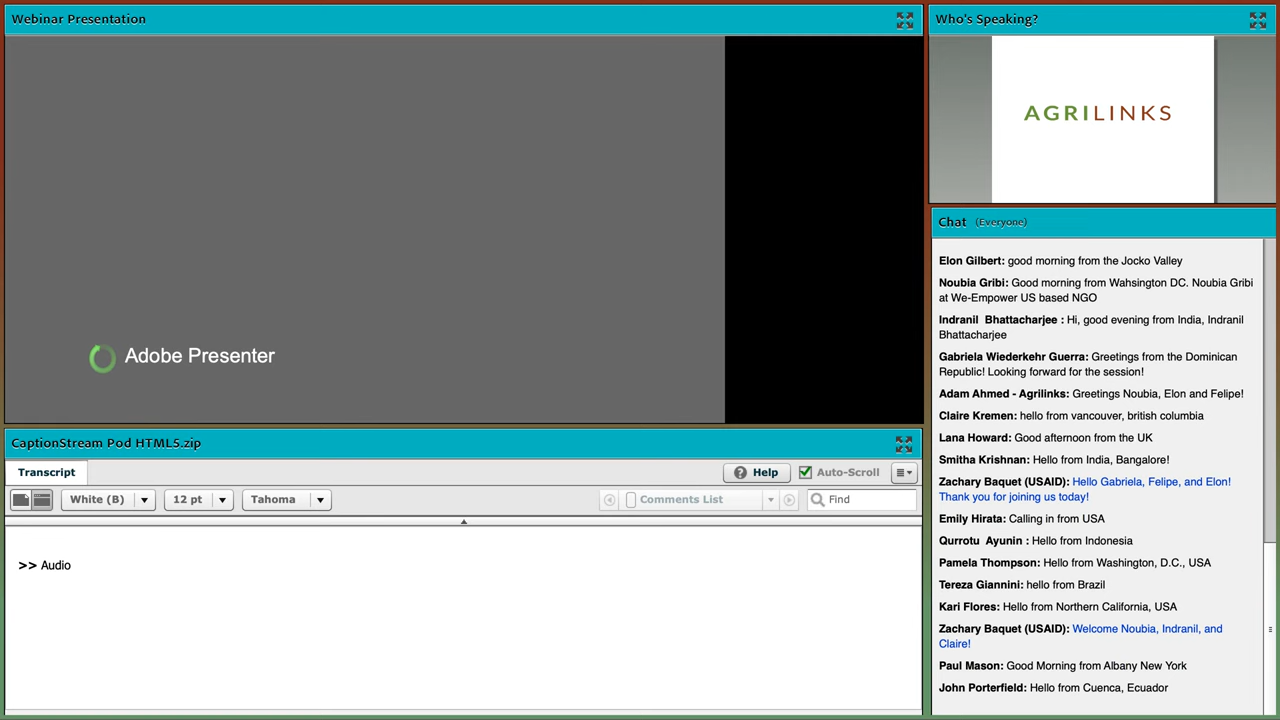 Webinar Presentation
Adobe Presenter
CaptionStream Pod HTML5.zip
Transcript
Help
Auto-Scroll
White (B)
12 pt
Tahoma
Comments List
Find
>> Audio
Who's Speaking?
AGRILINKS
Chat (Everyone)
Elon Gilbert: good morning from the Jocko Valley
Noubia Gribi: Good morning from Wahsington DC. Noubia Gribi
at We-Empower US based NGO
Indranil Bhattacharjee : Hi, good evening from India, Indranil
Bhattacharjee
Gabriela Wiederkehr Guerra: Greetings from the Dominican
Republic! Looking forward for the session!
Adam Ahmed - Agrilinks: Greetings Noubia, Elon and Felipe!
Claire Kremen: hello from vancouver, british columbia
Lana Howard: Good afternoon from the UK
Smitha Krishnan: Hello from India, Bangalore!
Zachary Baquet (USAID): Hello Gabriela, Felipe, and Elon!
Thank you for joining us today!
Emily Hirata: Calling in from USA
Qurrotu Ayunin : Hello from Indonesia
Pamela Thompson: Hello from Washington, D.C., USA
Tereza Giannini: hello from Brazil
Kari Flores: Hello from Northern California, USA
Zachary Baquet (USAID): Welcome Noubia, Indranil, and
Claire!
Paul Mason: Good Morning from Albany New York
John Porterfield: Hello from Cuenca, Ecuador